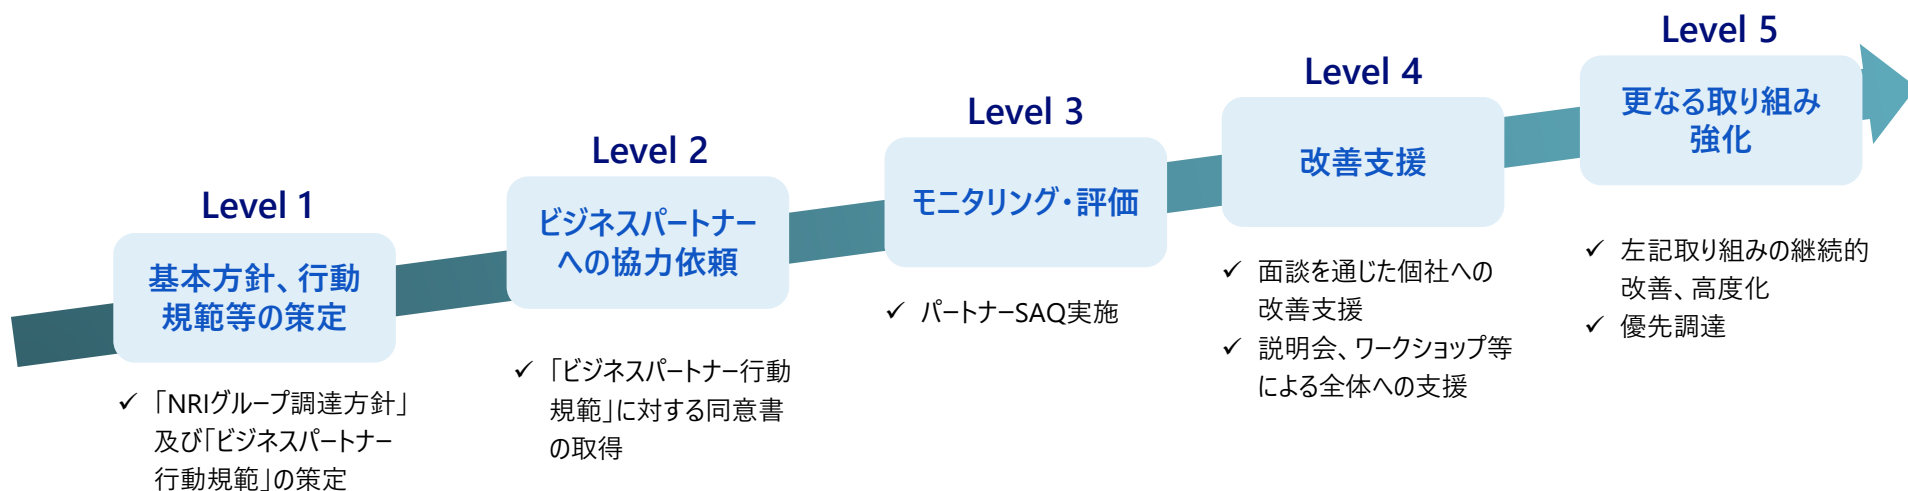 Level 1
基本方針、行動
規範等の策定
✓ 「NRIグループ調達方針」
及び「ビジネスパートナー
行動規範」の策定
Level 2
ビジネスパートナー
への協力依頼
✓ 「ビジネスパートナー行動
規範」に対する同意書
の取得
Level 3
モニタリング・評価
✓ パートナーSAQ実施
Level 4
改善支援
✓ 面談を通じた個社への
改善支援
✓ 説明会、ワークショップ等
による全体への支援
Level 5
更なる取り組み
強化
✓ 左記取り組みの継続的
改善、高度化
✓ 優先調達